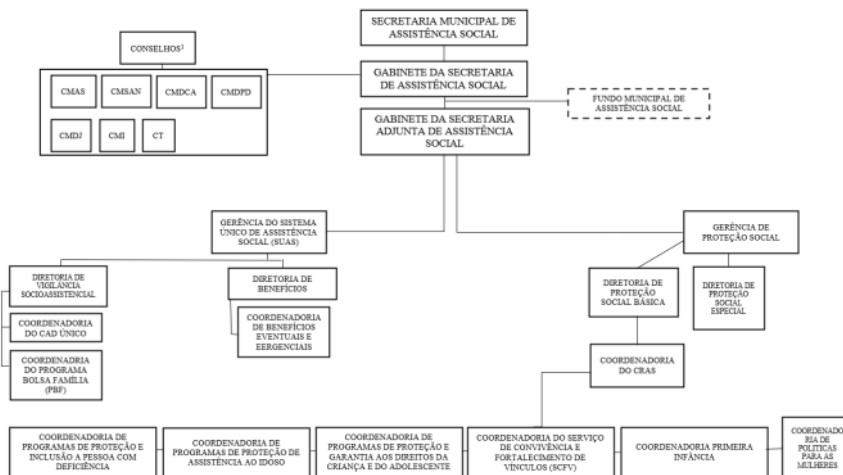 SECRETARIA MUNICIPAL DE
ASSISTÊNCIA SOCIAL
CONSELHOS¹
GABINETE DA SECRETARIA
DE ASSISTÊNCIA SOCIAL
CMAS
CMSAN
CMDCA
CMDPD
CMDJ
CMI
CT
FUNDO MUNICIPAL DE
ASSISTÊNCIA SOCIAL
GABINETE DA SECRETARIA
ADJUNTA DE ASSISTÊNCIA
SOCIAL
GERÊNCIA DO SISTEMA
ÚNICO DE ASSISTÊNCIA
SOCIAL (SUAS)
GERÊNCIA DE
PROTEÇÃO SOCIAL
DIRETORIA DE
VIGILÂNCIA
SOCIOASSISTENCIAL
DIRETORIA DE
BENEFÍCIOS
DIRETORIA DE
PROTEÇÃO
SOCIAL BÁSICA
DIRETORIA DE
PROTEÇÃO
SOCIAL
ESPECIAL
COORDENADORIA
DO CAD ÚNICO
COORDENADORIA
DE BENEFÍCIOS
EVENTUAIS E
EERGENCIAIS
COORDENADRIA
DO PROGRAMA
BOLSA FAMÍLIA
(PBF)
COORDENADORIA
DO CRAS
COORDENADORIA DE
PROGRAMAS DE PROTEÇÃO E
INCLUSÃO A PESSOA COM
DEFICIÊNCIA
COORDENADORIA DE
PROGRAMAS DE PROTEÇÃO DE
ASSISTÊNCIA AO IDOSO
COORDENADORIA DE
PROGRAMAS DE PROTEÇÃO E
GARANTIA AOS DIREITOS DA
CRIANÇA E DO ADOLESCENTE
COORDENADORIA DO SERVIÇO
DE CONVIVÊNCIA E
FORTALECIMENTO DE
VÍNCULOS (SCFV)
COORDENADORIA PRIMEIRA
INFÂNCIA
COORDENADO
RIA DE
POLITICAS
PARA AS
MULHERES